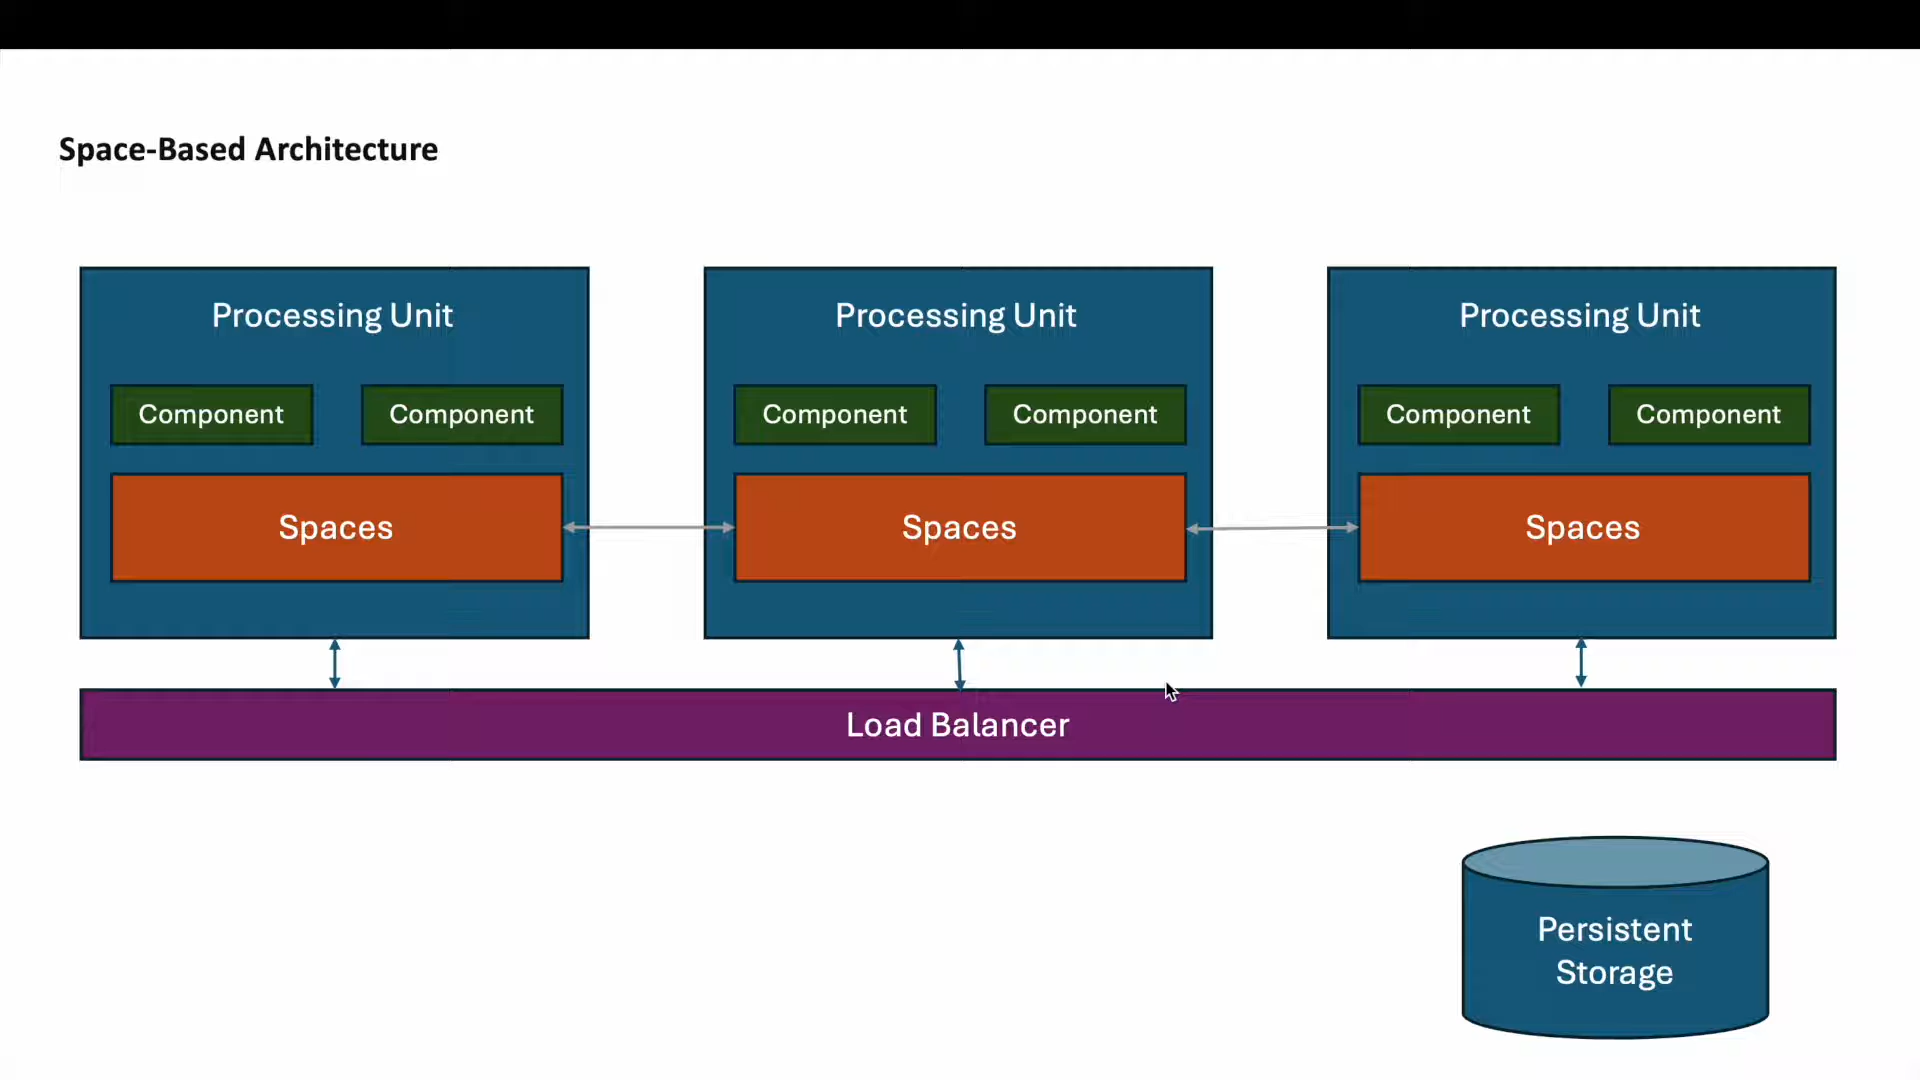 Space-Based Architecture
Processing Unit
Processing Unit
Processing Unit
Component
Component
Component
Component
Component
Component
Spaces
Spaces
Spaces
Load Balancer
Persistent
Storage